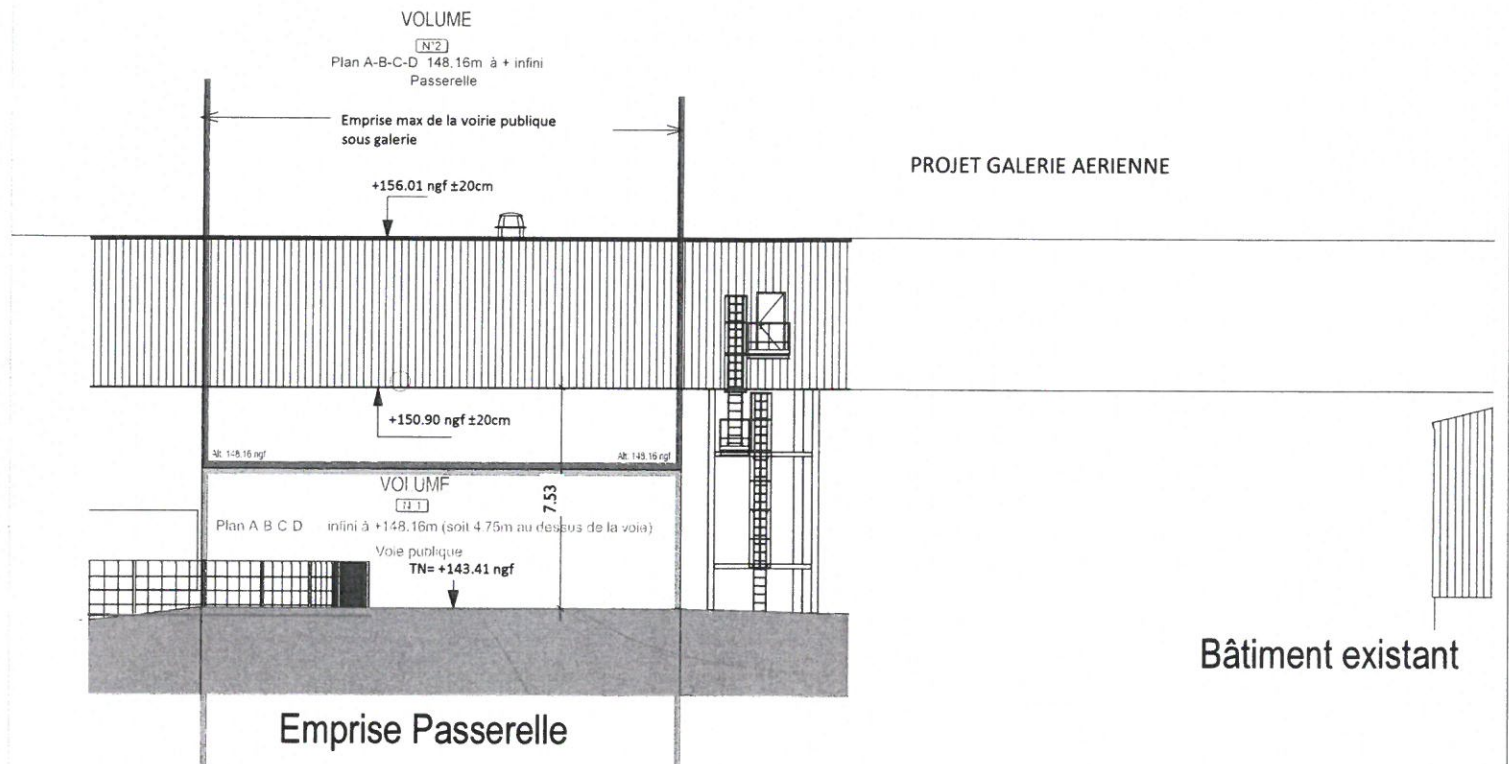 VOLUME
N°2
Plan A-B-C-D 148.16m à + infini
Passerelle
Emprise max de la voirie publique
sous galerie
PROJET GALERIE AERIENNE
+156.01 ngf ±20cm
+150.90 ngf ±20cm
Alt. 148.16 ngf
Alt. 148.16 ngf
VOLUME
N°1
7.53
Plan A B C D infini à +148.16m (soit 4.75m au dessus de la voie)
Voie publique
TN= +143.41 ngf
Bâtiment existant
Emprise Passerelle